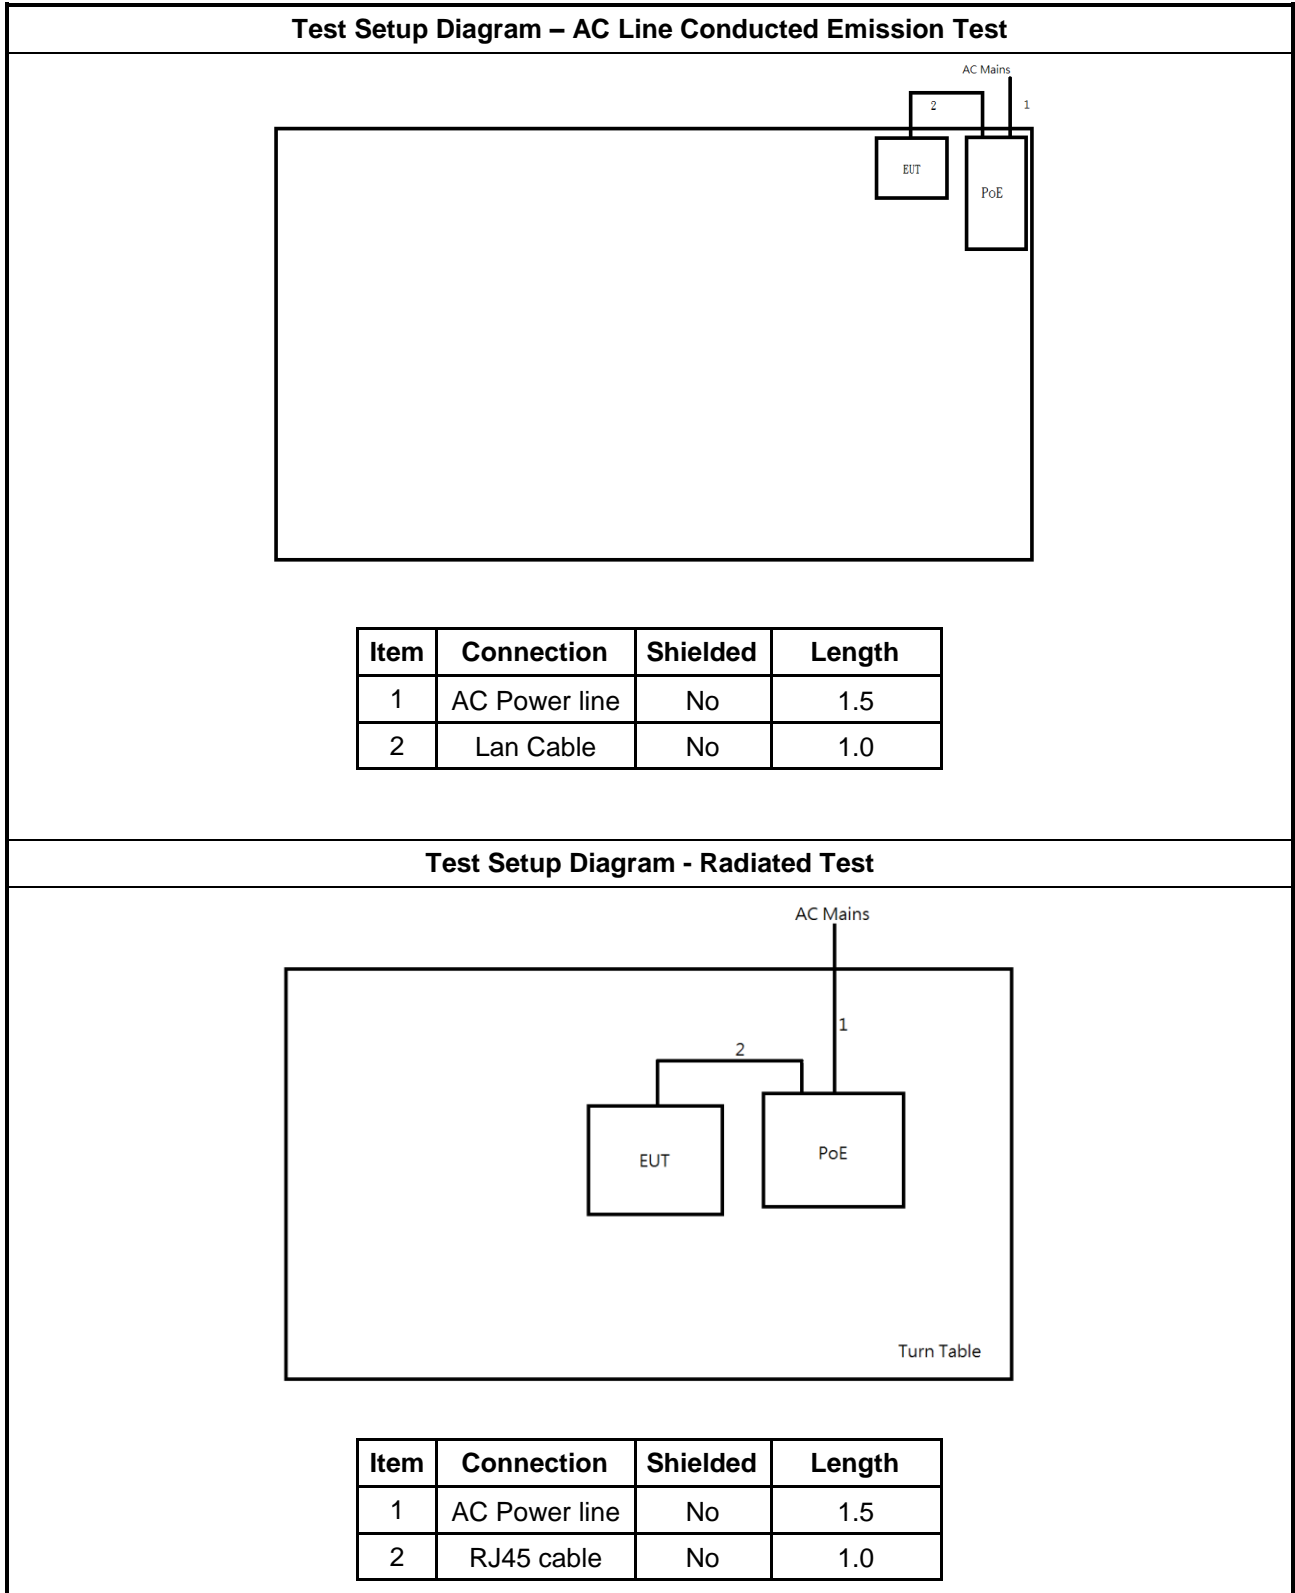 Test Setup Diagram – AC Line Conducted Emission Test
AC Mains
2
1
EUT
PoE
Item Connection Shielded Length
1 AC Power line No 1.5
2 Lan Cable No 1.0
Test Setup Diagram - Radiated Test
AC Mains
1
2
EUT
PoE
Turn Table
Item Connection Shielded Length
1 AC Power line No 1.5
2 RJ45 cable No 1.0